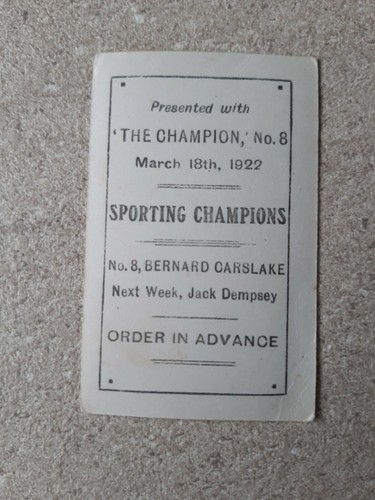 Presented with
'THE CHAMPION,' No. 8
March 18th, 1922
SPORTING CHAMPIONS
No. 8, BERNARD CARSLAKE
Next Week, Jack Dempsey
ORDER IN ADVANCE